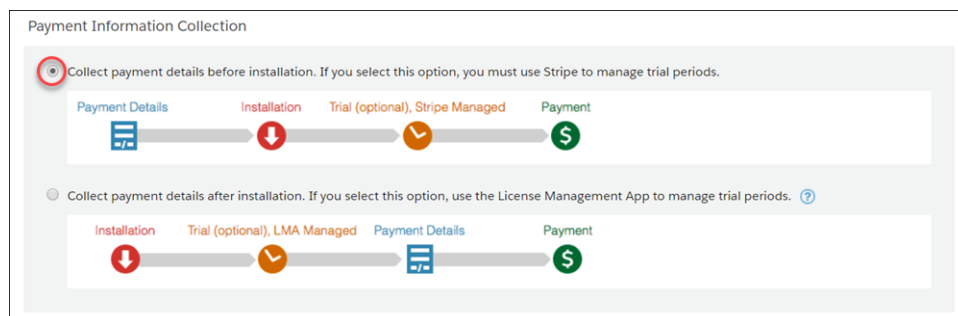 Payment Information Collection
Collect payment details before installation. If you select this option, you must use Stripe to manage trial periods.
Payment Details Installation Trial (optional), Stripe Managed Payment
$
Collect payment details after installation. If you select this option, use the License Management App to manage trial periods. ?
Installation Trial (optional), LMA Managed Payment Details Payment
$